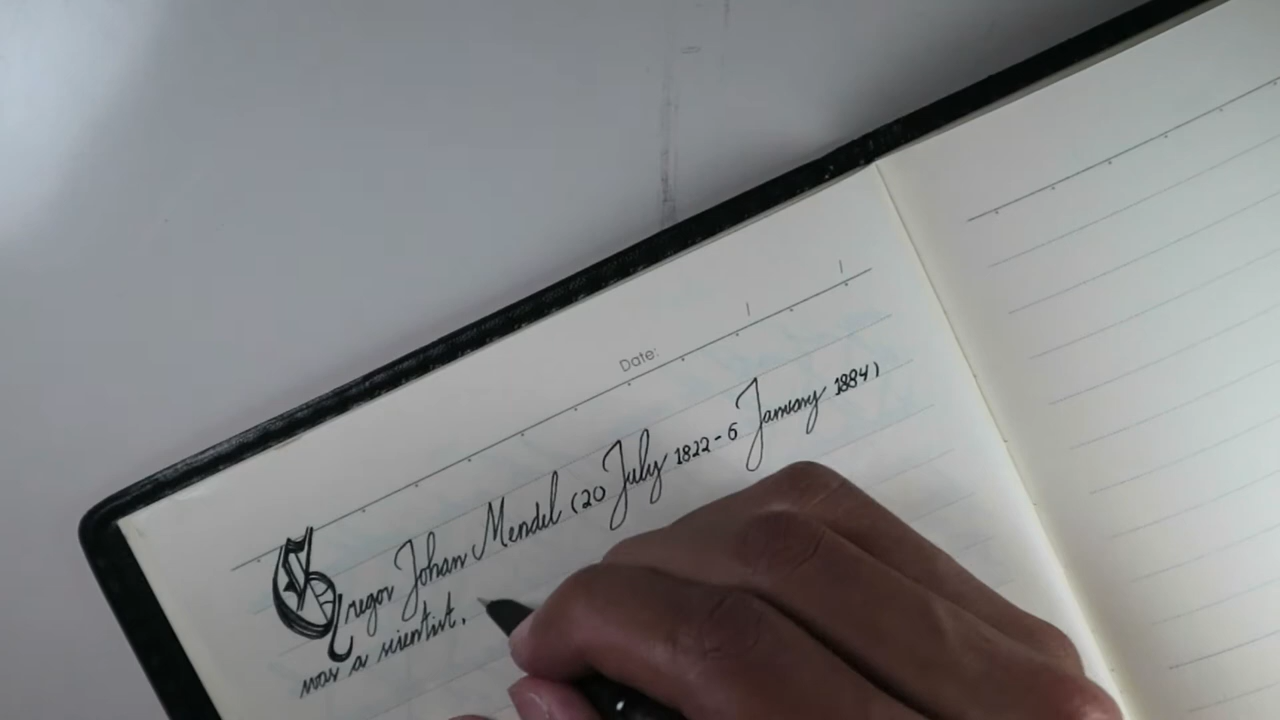 Date:
Gregor Johan Mendel (20 July 1822 - 6 January 1884)
was a scientist,